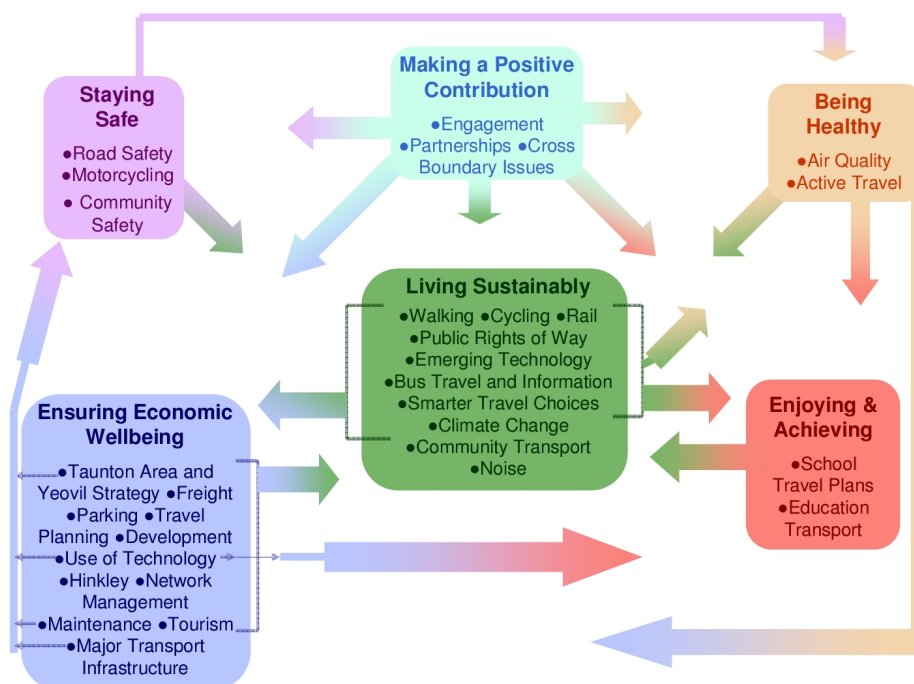 Making a Positive
Contribution
●Engagement
●Partnerships ●Cross
Boundary Issues
Staying
Safe
●Road Safety
●Motorcycling
● Community
Safety
Being
Healthy
●Air Quality
●Active Travel
Living Sustainably
●Walking ●Cycling ●Rail
●Public Rights of Way
●Emerging Technology
●Bus Travel and Information
●Smarter Travel Choices
●Climate Change
●Community Transport
●Noise
Ensuring Economic
Wellbeing
●Taunton Area and
Yeovil Strategy ●Freight
●Parking ●Travel
Planning ●Development
●Use of Technology
●Hinkley ●Network
Management
●Maintenance ●Tourism
●Major Transport
Infrastructure
Enjoying &
Achieving
●School
Travel Plans
●Education
Transport